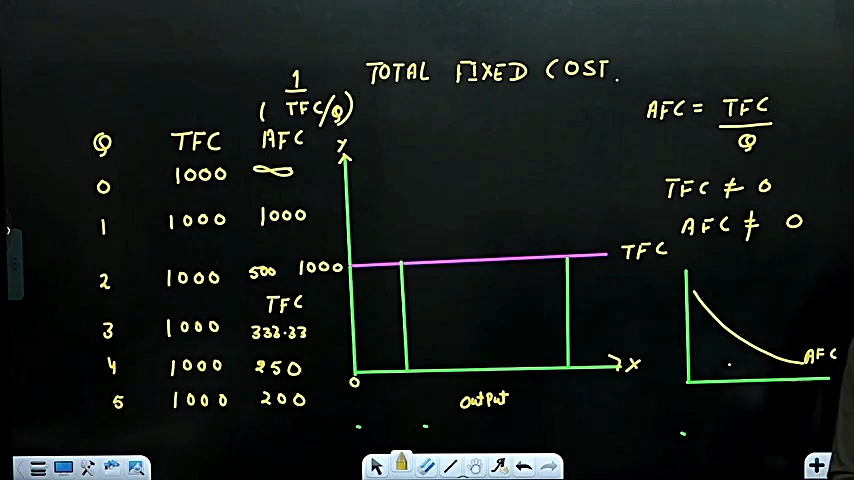 TOTAL FIXED COST.
1
( TFC/Q)
Q TFC AFC
0 1000 ∞
1 1000 1000
2 1000 500
TFC
3 1000 333.33
4 1000 250
5 1000 200
Y
1000
TFC
0
X
OUTPUT
AFC = TFC
Q
TFC ≠ 0
AFC ≠ 0
AFC